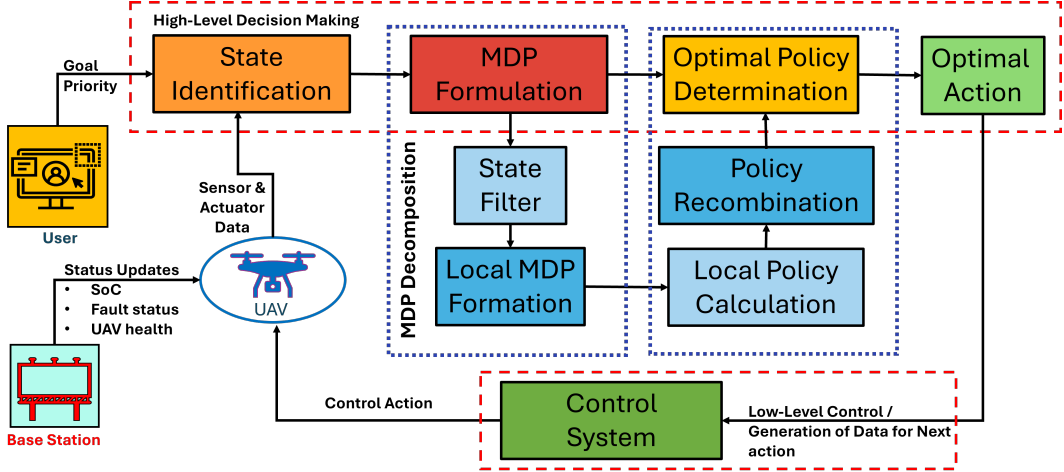 High-Level Decision Making
Goal
Priority
State
Identification
MDP
Formulation
Optimal Policy
Determination
Optimal
Action
User
Sensor &
Actuator
Data
MDP Decomposition
State
Filter
Policy
Recombination
Local MDP
Formation
Local Policy
Calculation
Status Updates
• SoC
• Fault status
• UAV health
UAV
Base Station
Control Action
Control
System
Low-Level Control /
Generation of Data for Next
action